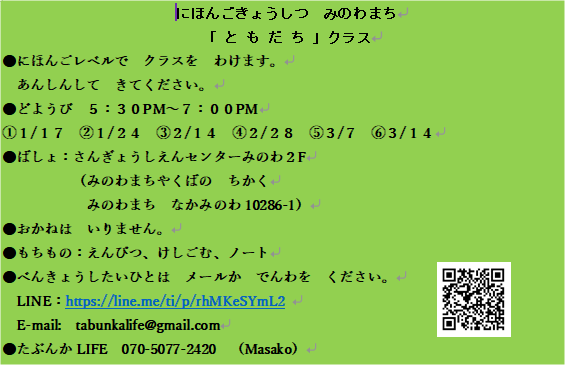 にほんごきょうしつ　みのわまち
「 と も だ ち 」クラス
●にほんごレベルで　クラスを　わけます。
あんしんして　きてください。
●どようび　５：３０PM～７：００PM
①１/１７　②１/２４　③２/１４　④２/２８　⑤３/７　⑥３/１４
●ばしょ：さんぎょうしえんセンターみのわ２F
（みのわまちやくばの　ちかく
みのわまち　なかみのわ 10286-1）
●おかねは　いりません。
●もちもの：えんぴつ、けしごむ、ノート
●べんきょうしたいひとは　メールか　でんわを　ください。
LINE：https://line.me/ti/p/rhMKeSYmL2
E-mail:　tabunkalife@gmail.com
●たぶんか LIFE　070-5077-2420　（Masako）